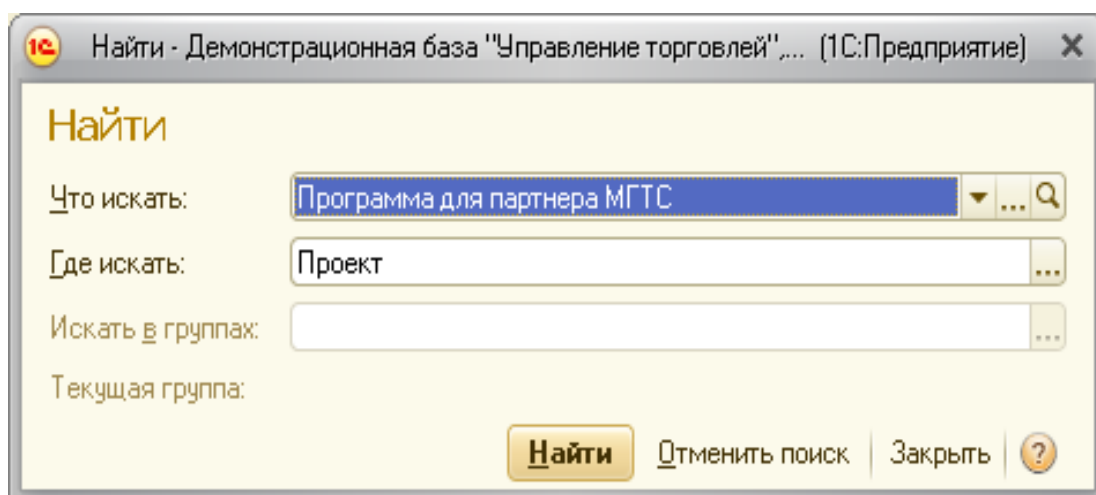 1С Найти - Демонстрационная база "Управление торговлей",... (1С:Предприятие)
Найти
Что искать: Программа для партнера МГТС ...
Где искать: Проект ...
Искать в группах: ...
Текущая группа:
Найти Отменить поиск Закрыть ?